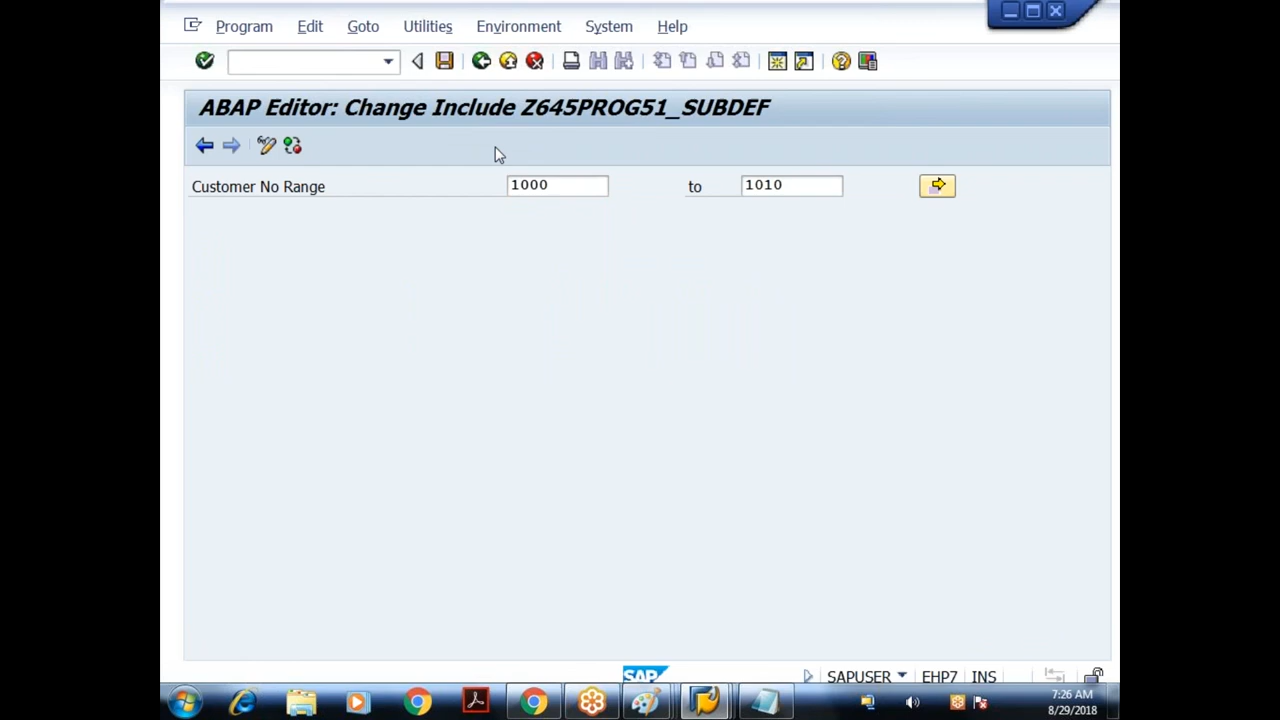 Program Edit Goto Utilities Environment System Help
ABAP Editor: Change Include Z645PROG51_SUBDEF
Customer No Range 1000 to 1010
SAP SAPUSER EHP7 INS
7:26 AM
8/29/2018